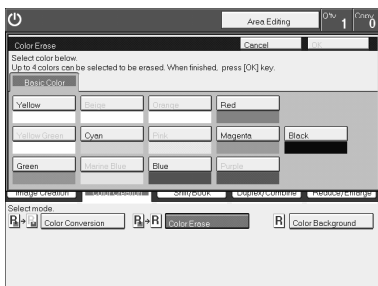 Area Editing
Q'ty 1 Copy 0
Color Erase Cancel OK
Select color below.
Up to 4 colors can be selected to be erased. When finished, press [OK] key.
Basic Color
Yellow Beige Orange Red
Yellow Green Cyan Pink Magenta Black
Green Marine Blue Blue Purple
Image Creation Color Creation Shift/Book Duplex/Combine Reduce/Enlarge
Select mode.
R R Color Conversion R R Color Erase R Color Background